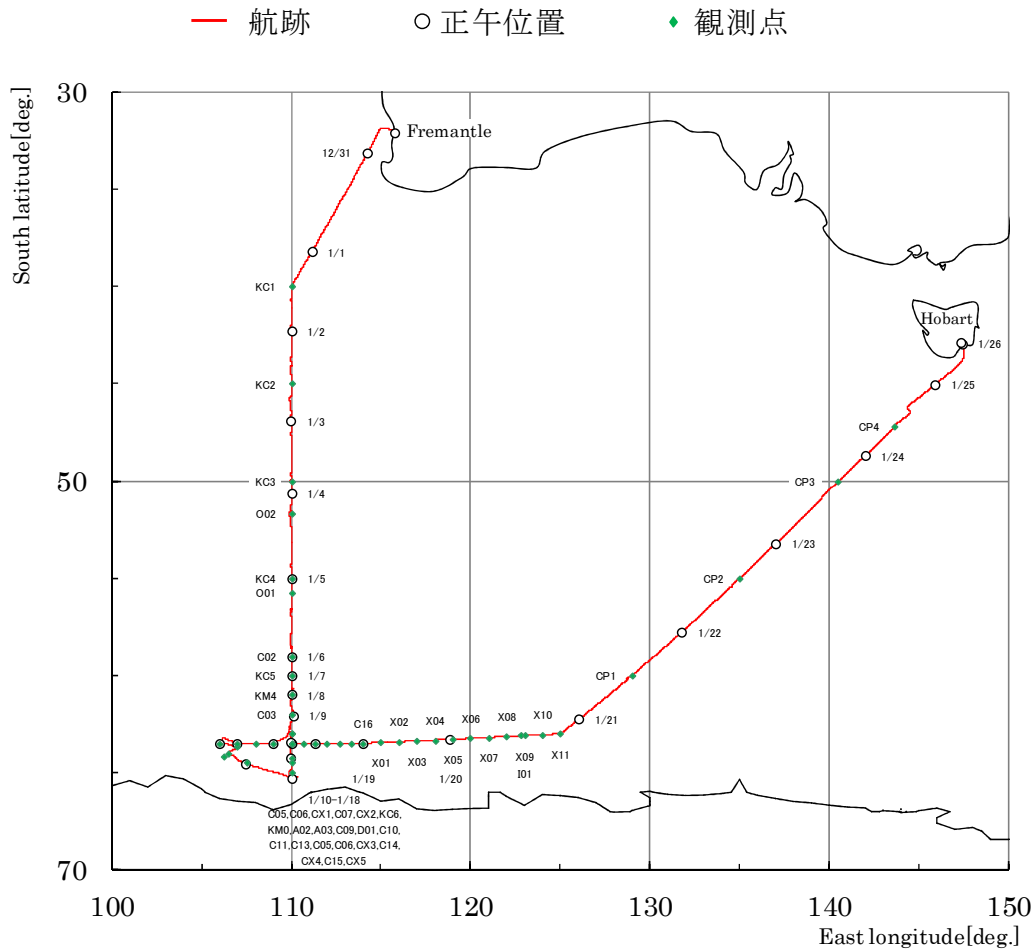 航跡 正午位置 観測点
30
South latitude[deg.]
Fremantle
12/31
1/1
KC1
1/2
Hobart
1/26
1/25
KC2
1/3
CP4
1/24
KC3
50
CP3
1/4
O02
1/23
KC4 1/5
CP2
O01
1/22
C02 1/6
KC5 1/7
CP1
KM4 1/8
C03 1/9
1/21
C16 X02 X04 X06 X08 X10
X01 X03 X05 X07 X09 X11
1/19 1/20 I01
1/10-1/18
C05,C06,CX1,C07,CX2,KC6,
KM0,A02,A03,C09,D01,C10,
C11,C13,C05,C06,CX3,C14,
CX4,C15,CX5
70
100 110 120 130 140 150
East longitude[deg.]